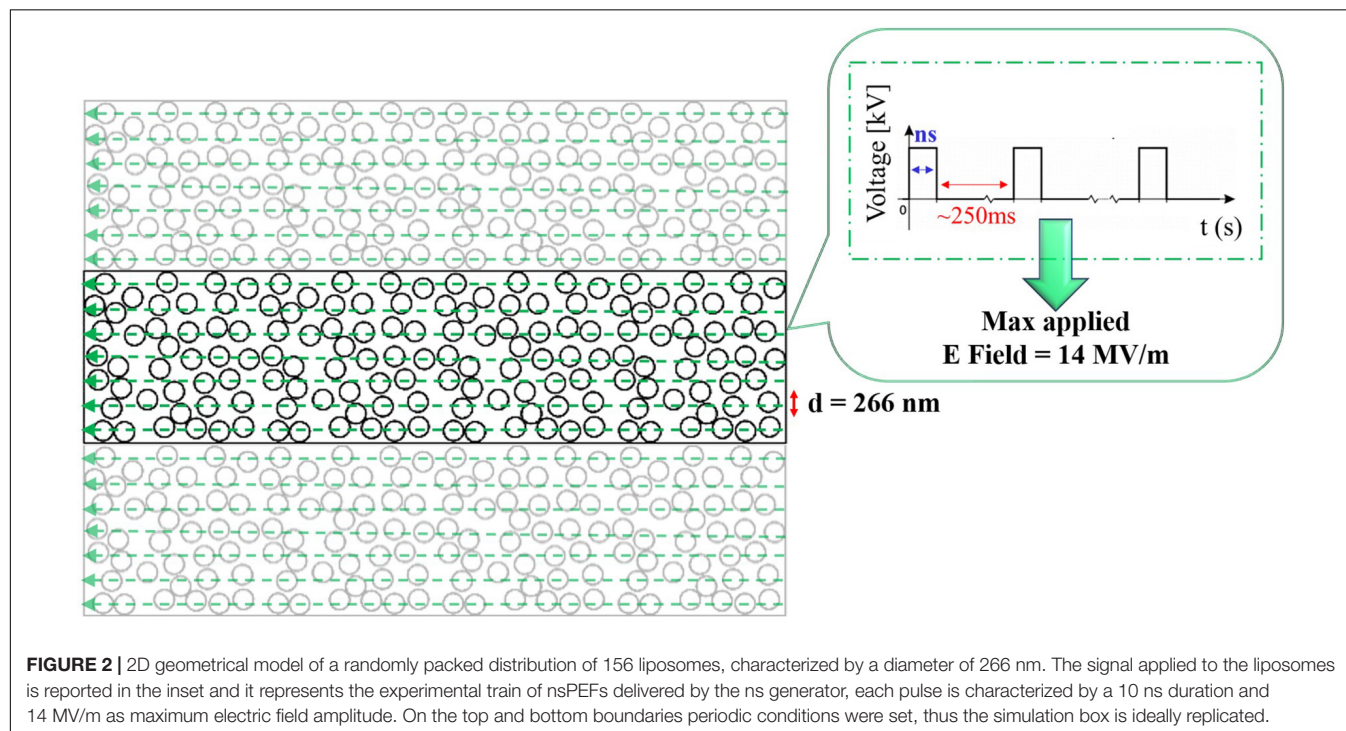 Voltage [kV]
ns
0
~250ms
t (s)
Max applied
E Field = 14 MV/m
d = 266 nm
FIGURE 2 | 2D geometrical model of a randomly packed distribution of 156 liposomes, characterized by a diameter of 266 nm. The signal applied to the liposomes
is reported in the inset and it represents the experimental train of nsPEFs delivered by the ns generator, each pulse is characterized by a 10 ns duration and
14 MV/m as maximum electric field amplitude. On the top and bottom boundaries periodic conditions were set, thus the simulation box is ideally replicated.